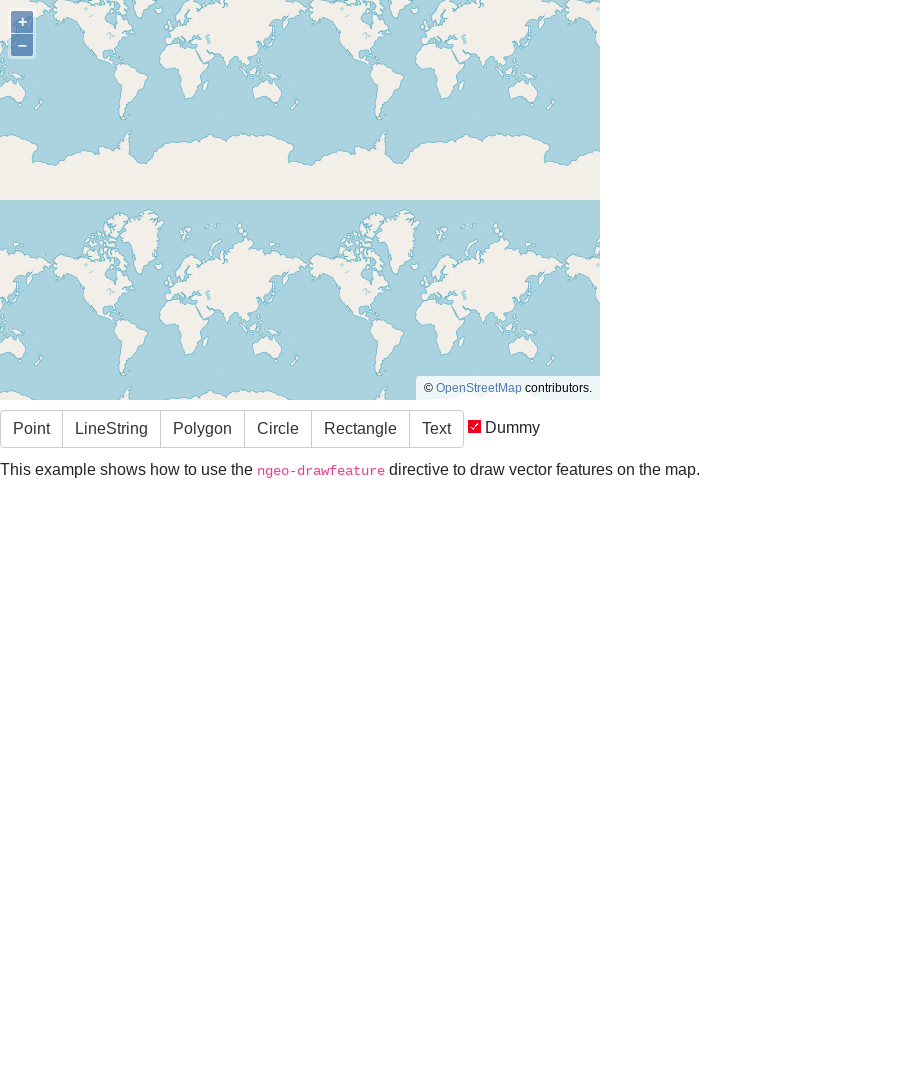 +
–
© OpenStreetMap contributors.
Point LineString Polygon Circle Rectangle Text Dummy
This example shows how to use the ngeo-drawfeature directive to draw vector features on the map.